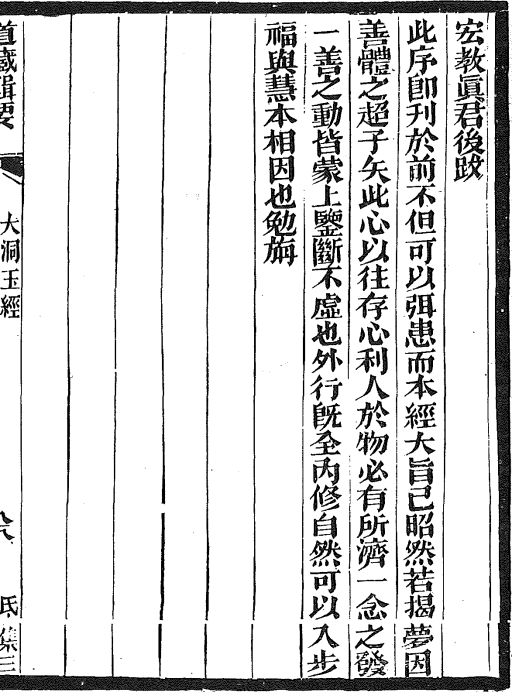 宏教眞君後跋
此序卽刊於前不但可以弭患而本經大旨已昭然若揭夢因
善體之超子矢此心以往存心利人於物必有所濟一念之發
一善之動皆蒙上鑒斷不虛也外行旣全內修自然可以入步
福與慧本相因也勉旃
道藏輯要
大洞玉經
氐集三